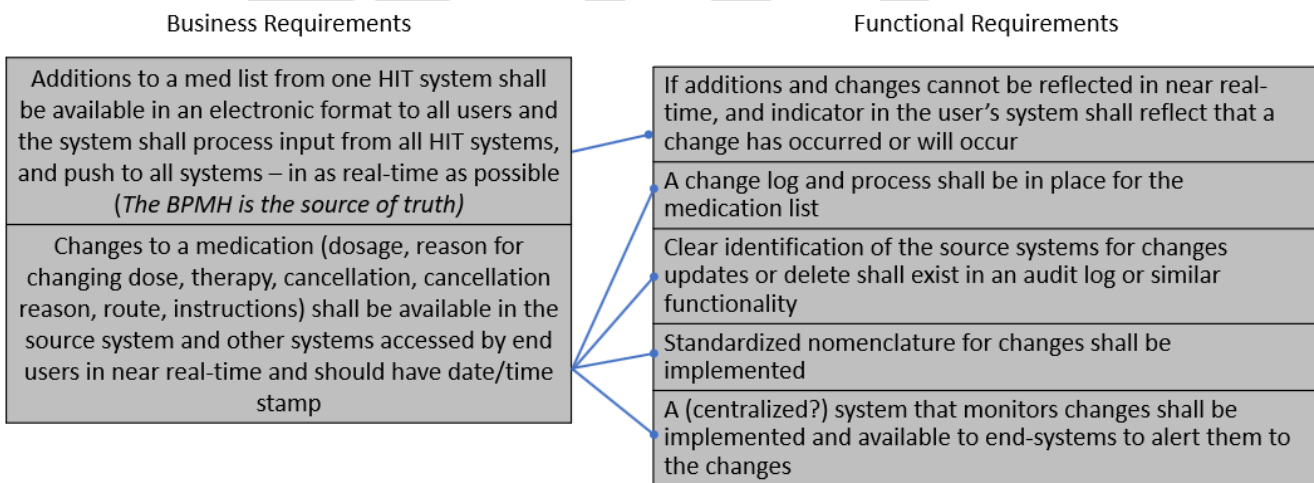 Business Requirements
Functional Requirements
Additions to a med list from one HIT system shall
be available in an electronic format to all users and
the system shall process input from all HIT systems,
and push to all systems – in as real-time as possible
(The BPMH is the source of truth)
Changes to a medication (dosage, reason for
changing dose, therapy, cancellation, cancellation
reason, route, instructions) shall be available in the
source system and other systems accessed by end
users in near real-time and should have date/time
stamp
If additions and changes cannot be reflected in near real-
time, and indicator in the user's system shall reflect that a
change has occurred or will occur
A change log and process shall be in place for the
medication list
Clear identification of the source systems for changes
updates or delete shall exist in an audit log or similar
functionality
Standardized nomenclature for changes shall be
implemented
A (centralized?) system that monitors changes shall be
implemented and available to end-systems to alert them to
the changes